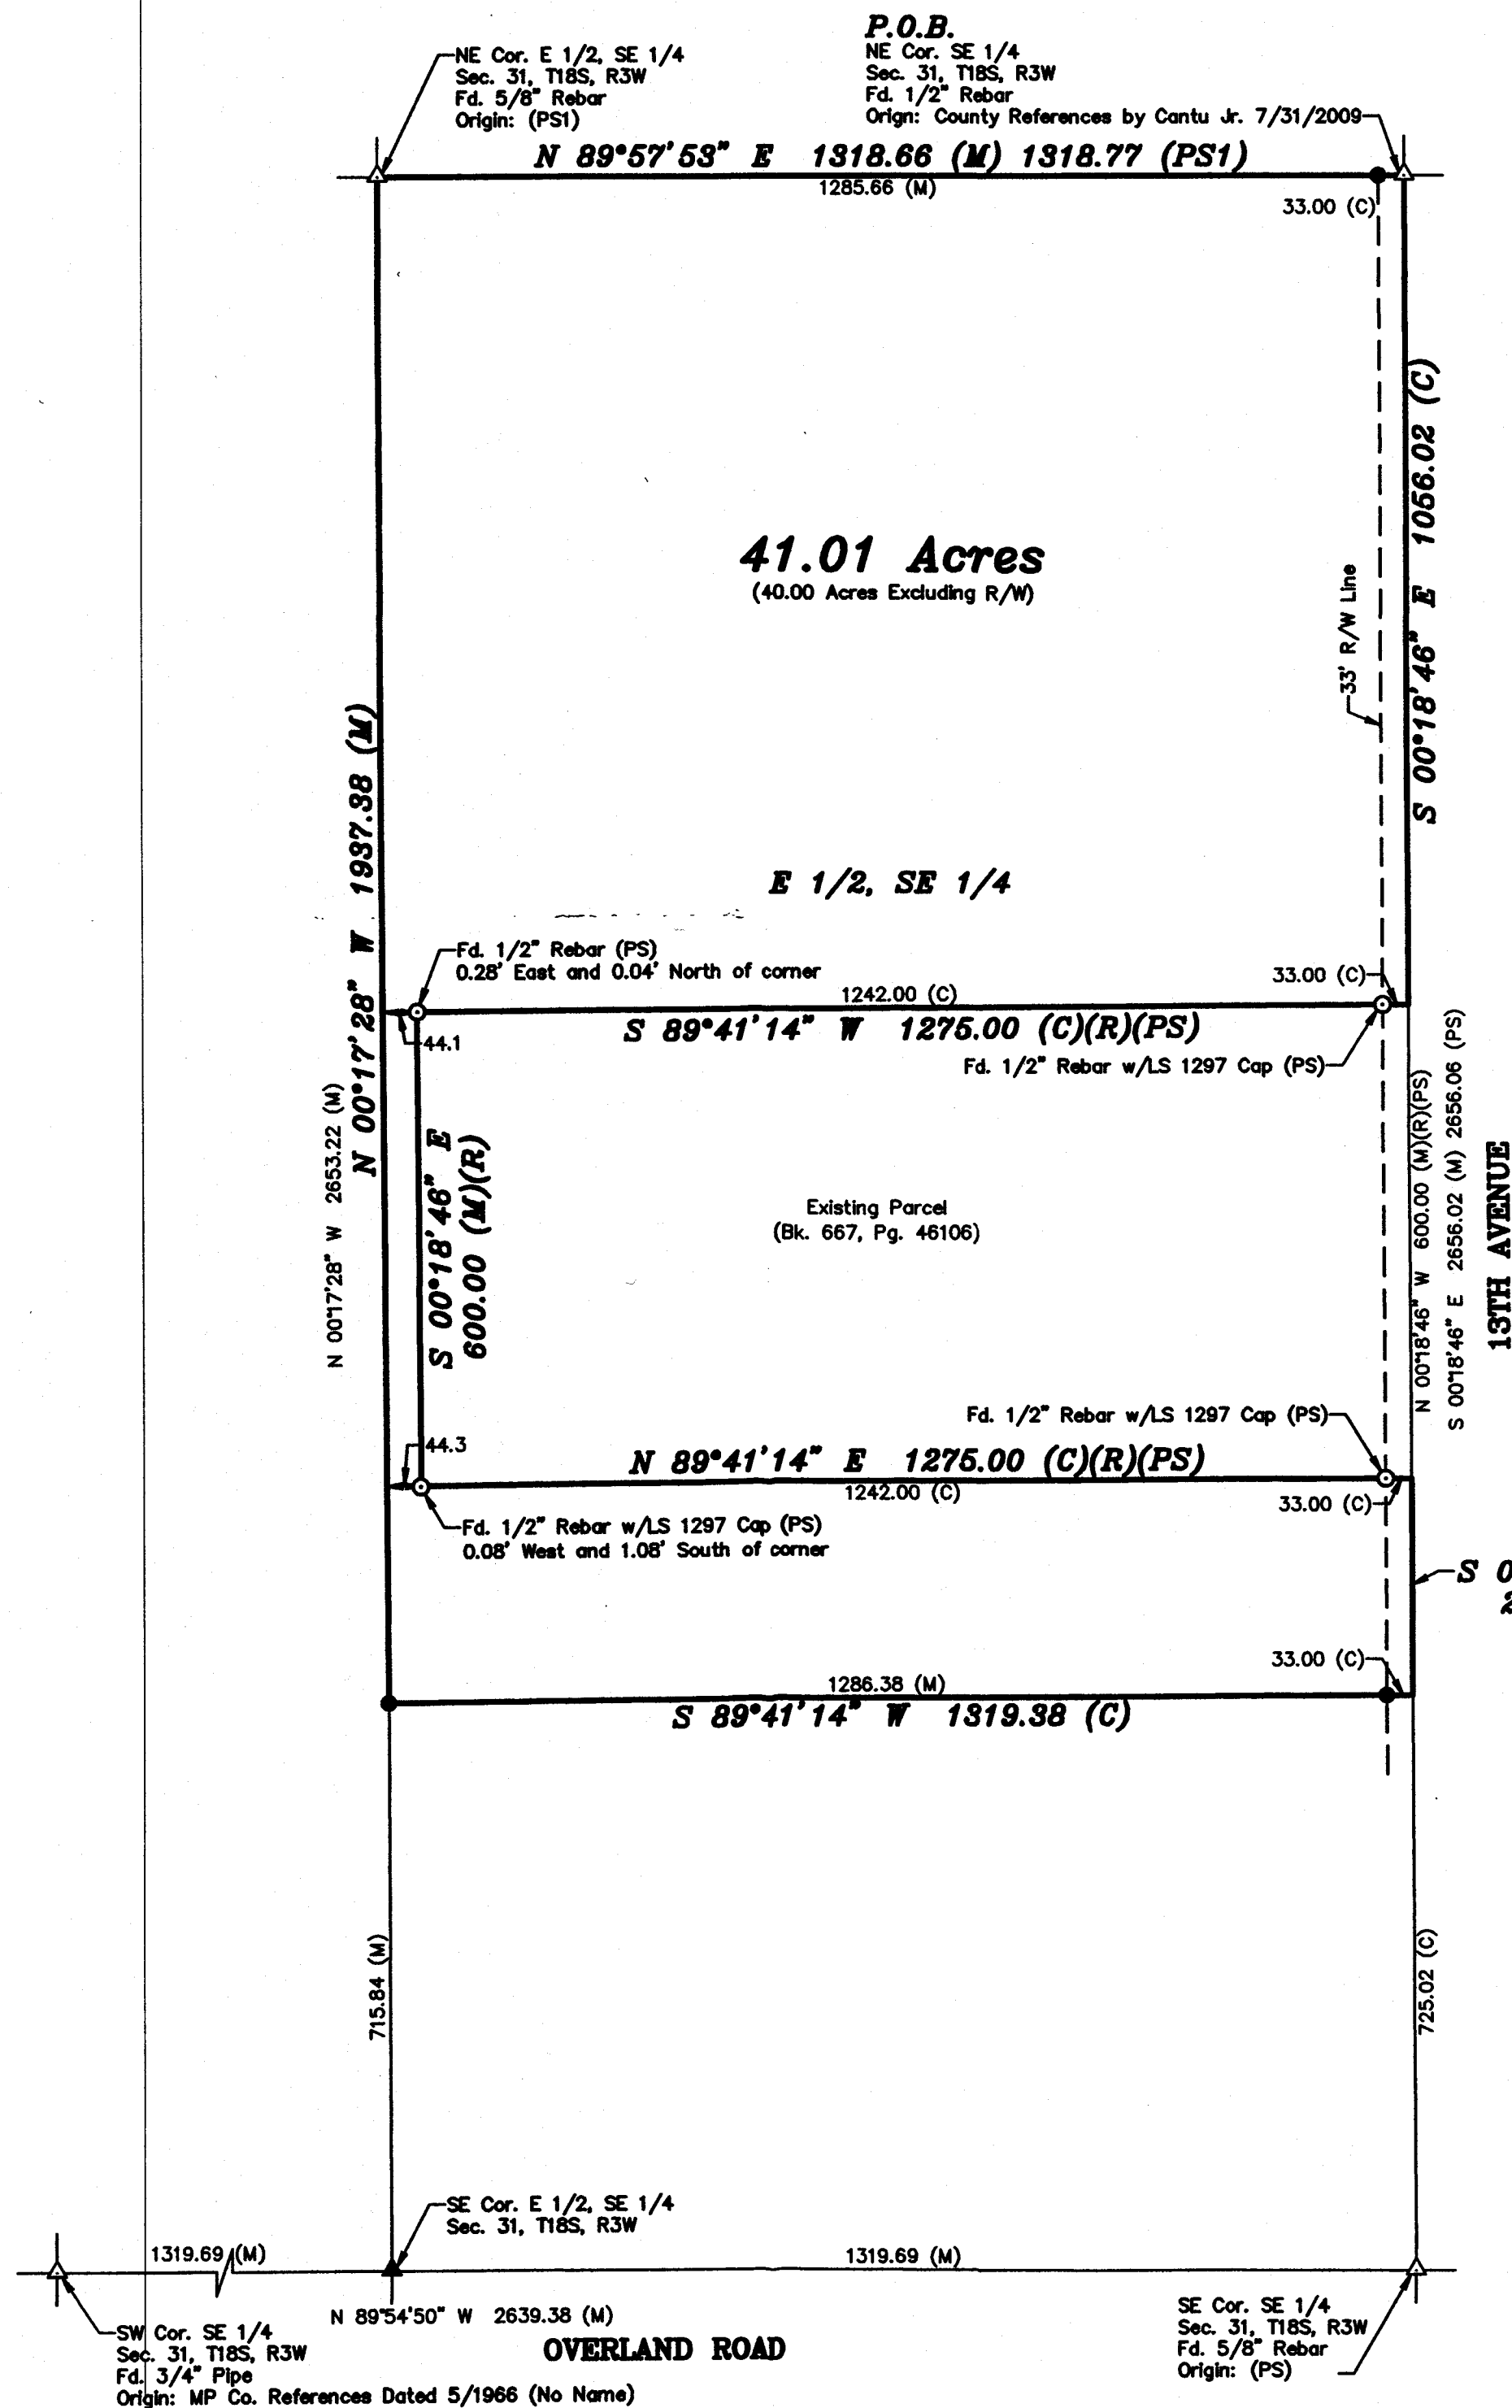 P.O.B.
NE Cor. SE 1/4
Sec. 31, T18S, R3W
Fd. 1/2" Rebar
Orign: County References by Cantu Jr. 7/31/2009
NE Cor. E 1/2, SE 1/4
Sec. 31, T18S, R3W
Fd. 5/8" Rebar
Origin: (PS1)
N 89°57'53" E 1318.66 (M) 1318.77 (PS1)
1285.66 (M)
33.00 (C)
S 00°18'46" E 1056.02 (C)
41.01 Acres
(40.00 Acres Excluding R/W)
33' R/W Line
N 00°17'28" W 1937.38 (M)
E 1/2, SE 1/4
Fd. 1/2" Rebar (PS)
0.28' East and 0.04' North of corner
33.00 (C)
1242.00 (C)
S 89°41'14" W 1275.00 (C)(R)(PS)
44.1
Fd. 1/2" Rebar w/LS 1297 Cap (PS)
N 00°17'28" W 2653.22 (M)
S 00°18'46" E
600.00 (M)(R)
Existing Parcel
(Bk. 667, Pg. 46106)
N 00°18'46" W 600.00 (M)(R)(PS)
S 00°18'46" E 2656.02 (M) 2656.06 (PS)
13TH AVENUE
Fd. 1/2" Rebar w/LS 1297 Cap (PS)
44.3
N 89°41'14" E 1275.00 (C)(R)(PS)
1242.00 (C)
33.00 (C)
Fd. 1/2" Rebar w/LS 1297 Cap (PS)
0.08' West and 1.08' South of corner
S 0
33.00 (C)
1286.38 (M)
S 89°41'14" W 1319.38 (C)
715.84 (M)
725.02 (C)
SE Cor. E 1/2, SE 1/4
Sec. 31, T18S, R3W
1319.69 (M)
1319.69 (M)
N 89°54'50" W 2639.38 (M)
OVERLAND ROAD
SW Cor. SE 1/4
Sec. 31, T18S, R3W
Fd. 3/4" Pipe
Origin: MP Co. References Dated 5/1966 (No Name)
SE Cor. SE 1/4
Sec. 31, T18S, R3W
Fd. 5/8" Rebar
Origin: (PS)